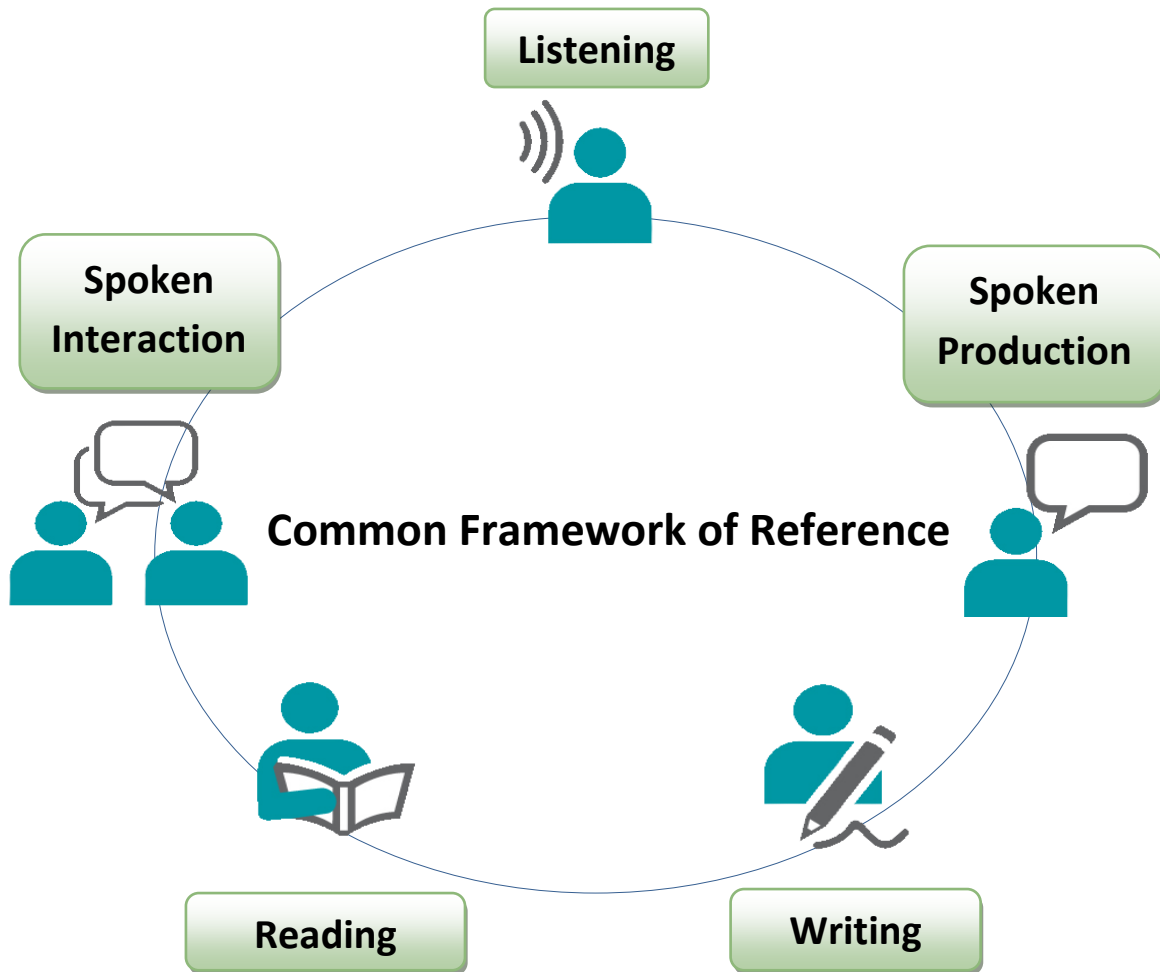 Listening
Spoken
Interaction
Spoken
Production
Common Framework of Reference
Reading
Writing